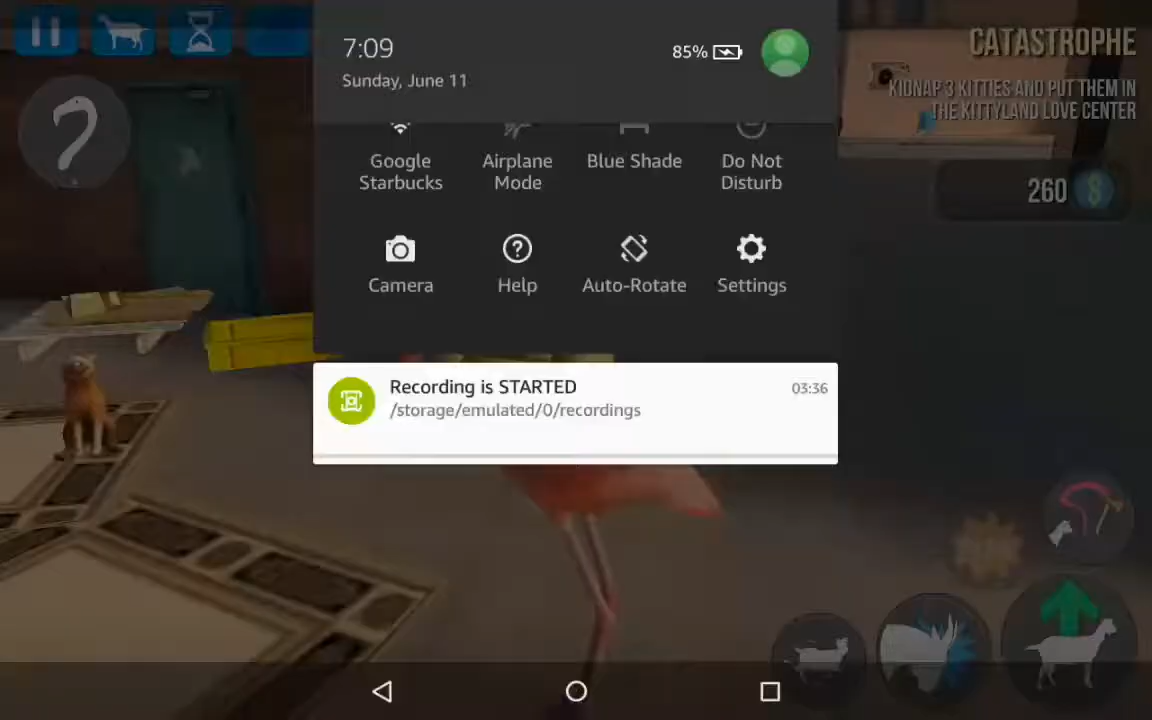 7:09
85%
Sunday, June 11
CATASTROPHE
KIDNAP 3 KITTIES AND PUT THEM IN
THE KITTYLAND LOVE CENTER
Google
Starbucks
Airplane
Mode
Blue Shade
Do Not
Disturb
260
Camera
Help
Auto-Rotate
Settings
Recording is STARTED
03:36
/storage/emulated/0/recordings